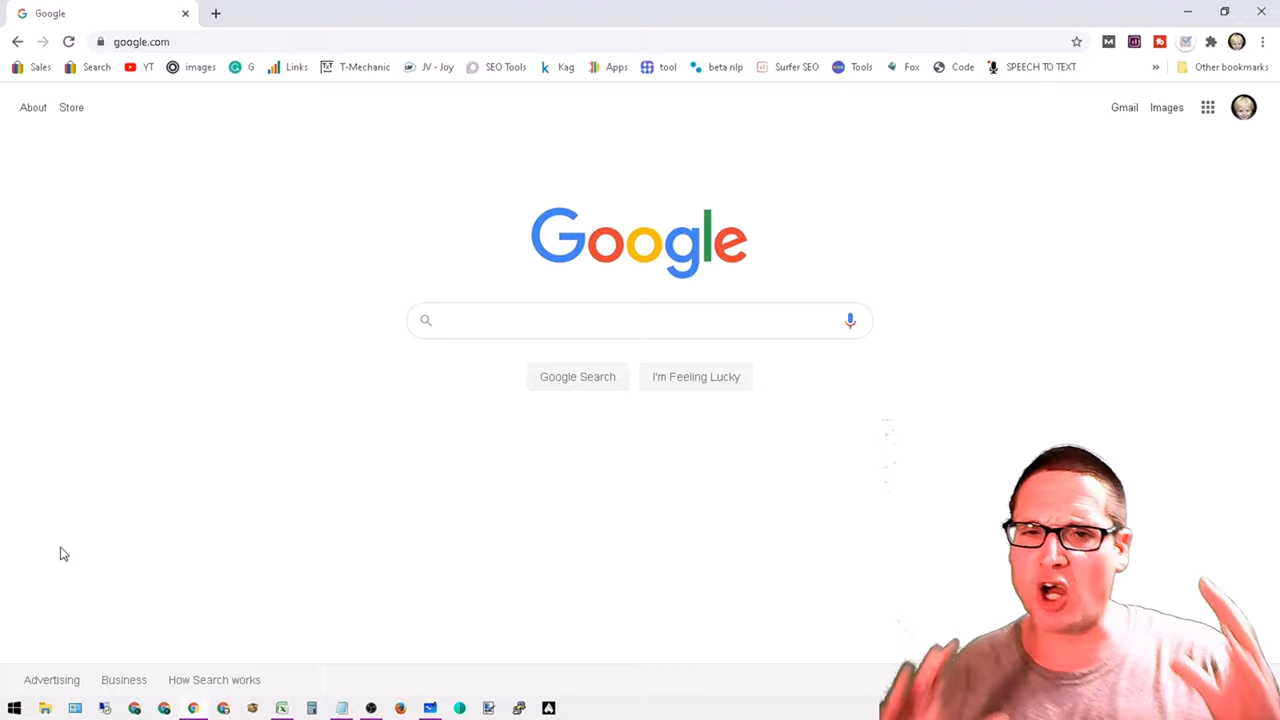 Google
google.com
Sales Search YT images G Links T-Mechanic JV - Joy SEO Tools Kag Apps tool beta nlp Surfer SEO Tools Fox Code SPEECH TO TEXT » Other bookmarks
About Store Gmail Images
Google
Google Search I'm Feeling Lucky
Advertising Business How Search works